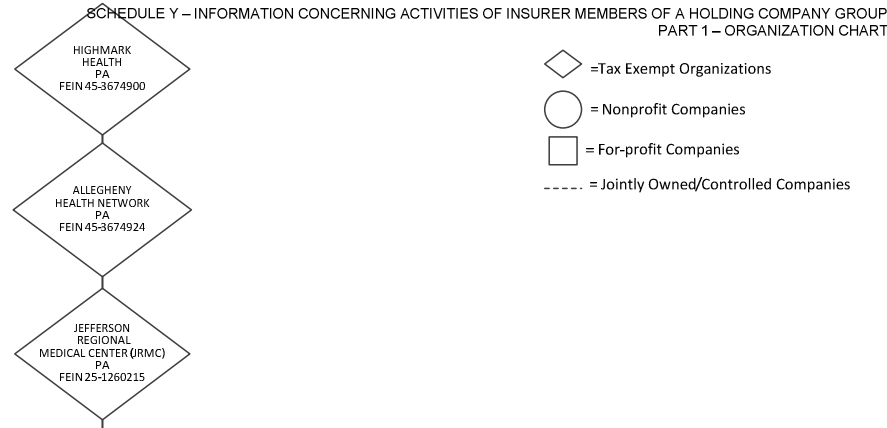 SCHEDULE Y – INFORMATION CONCERNING ACTIVITIES OF INSURER MEMBERS OF A HOLDING COMPANY GROUP
PART 1 – ORGANIZATION CHART
HIGHMARK
HEALTH
PA
FEIN 45-3674900
=Tax Exempt Organizations
= Nonprofit Companies
= For-profit Companies
= Jointly Owned/Controlled Companies
ALLEGHENY
HEALTH NETWORK
PA
FEIN 45-3674924
JEFFERSON
REGIONAL
MEDICAL CENTER (JRMC)
PA
FEIN 25-1260215